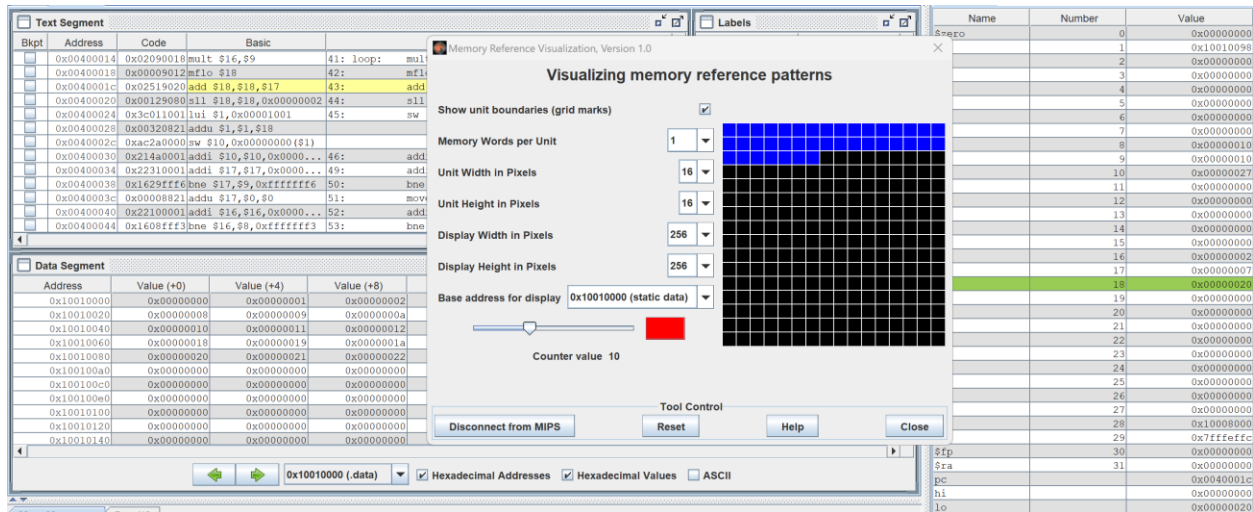 Text Segment
Bkpt Address Code Basic
0x00400014 0x02090018 mult $16,$9 41: loop: mul
0x00400018 0x00009012 mflo $18 42: mfl
0x0040001c 0x02519020 add $18,$18,$17 43: add
0x00400020 0x00129080 sll $18,$18,0x00000002 44: sll
0x00400024 0x3c011001 lui $1,0x00001001 45: sw
0x00400028 0x00320821 addu $1,$1,$18
0x0040002c 0xac2a0000 sw $10,0x00000000($1)
0x00400030 0x214a0001 addi $10,$10,0x0000... 46: addi
0x00400034 0x22310001 addi $17,$17,0x0000... 49: addi
0x00400038 0x1629fff6 bne $17,$9,0xfffffff6 50: bne
0x0040003c 0x00008821 addu $17,$0,$0 51: move
0x00400040 0x22100001 addi $16,$16,0x0000... 52: addi
0x00400044 0x1608fff3 bne $16,$8,0xfffffff3 53: bne
Labels
Data Segment
Address Value (+0) Value (+4) Value (+8)
0x10010000 0x00000000 0x00000001 0x00000002
0x10010020 0x00000008 0x00000009 0x0000000a
0x10010040 0x00000010 0x00000011 0x00000012
0x10010060 0x00000018 0x00000019 0x0000001a
0x10010080 0x00000020 0x00000021 0x00000022
0x100100a0 0x00000000 0x00000000 0x00000000
0x100100c0 0x00000000 0x00000000 0x00000000
0x100100e0 0x00000000 0x00000000 0x00000000
0x10010100 0x00000000 0x00000000 0x00000000
0x10010120 0x00000000 0x00000000 0x00000000
0x10010140 0x00000000 0x00000000 0x00000000
0x10010000 (.data) Hexadecimal Addresses Hexadecimal Values ASCII
Memory Reference Visualization, Version 1.0
Visualizing memory reference patterns
Show unit boundaries (grid marks)
Memory Words per Unit 1
Unit Width in Pixels 16
Unit Height in Pixels 16
Display Width in Pixels 256
Display Height in Pixels 256
Base address for display 0x10010000 (static data)
Counter value 10
Tool Control
Disconnect from MIPS Reset Help Close
Name Number Value
$zero 0 0x00000000
1 0x10010098
2 0x00000000
3 0x00000000
4 0x00000000
5 0x00000000
6 0x00000000
7 0x00000000
8 0x00000010
9 0x00000010
10 0x00000027
11 0x00000000
12 0x00000000
13 0x00000000
14 0x00000000
15 0x00000000
16 0x00000002
17 0x00000007
18 0x00000020
19 0x00000000
20 0x00000000
21 0x00000000
22 0x00000000
23 0x00000000
24 0x00000000
25 0x00000000
26 0x00000000
27 0x00000000
28 0x10008000
29 0x7fffeffc
$fp 30 0x00000000
$ra 31 0x00000000
pc 0x0040001c
hi 0x00000000
lo 0x00000020